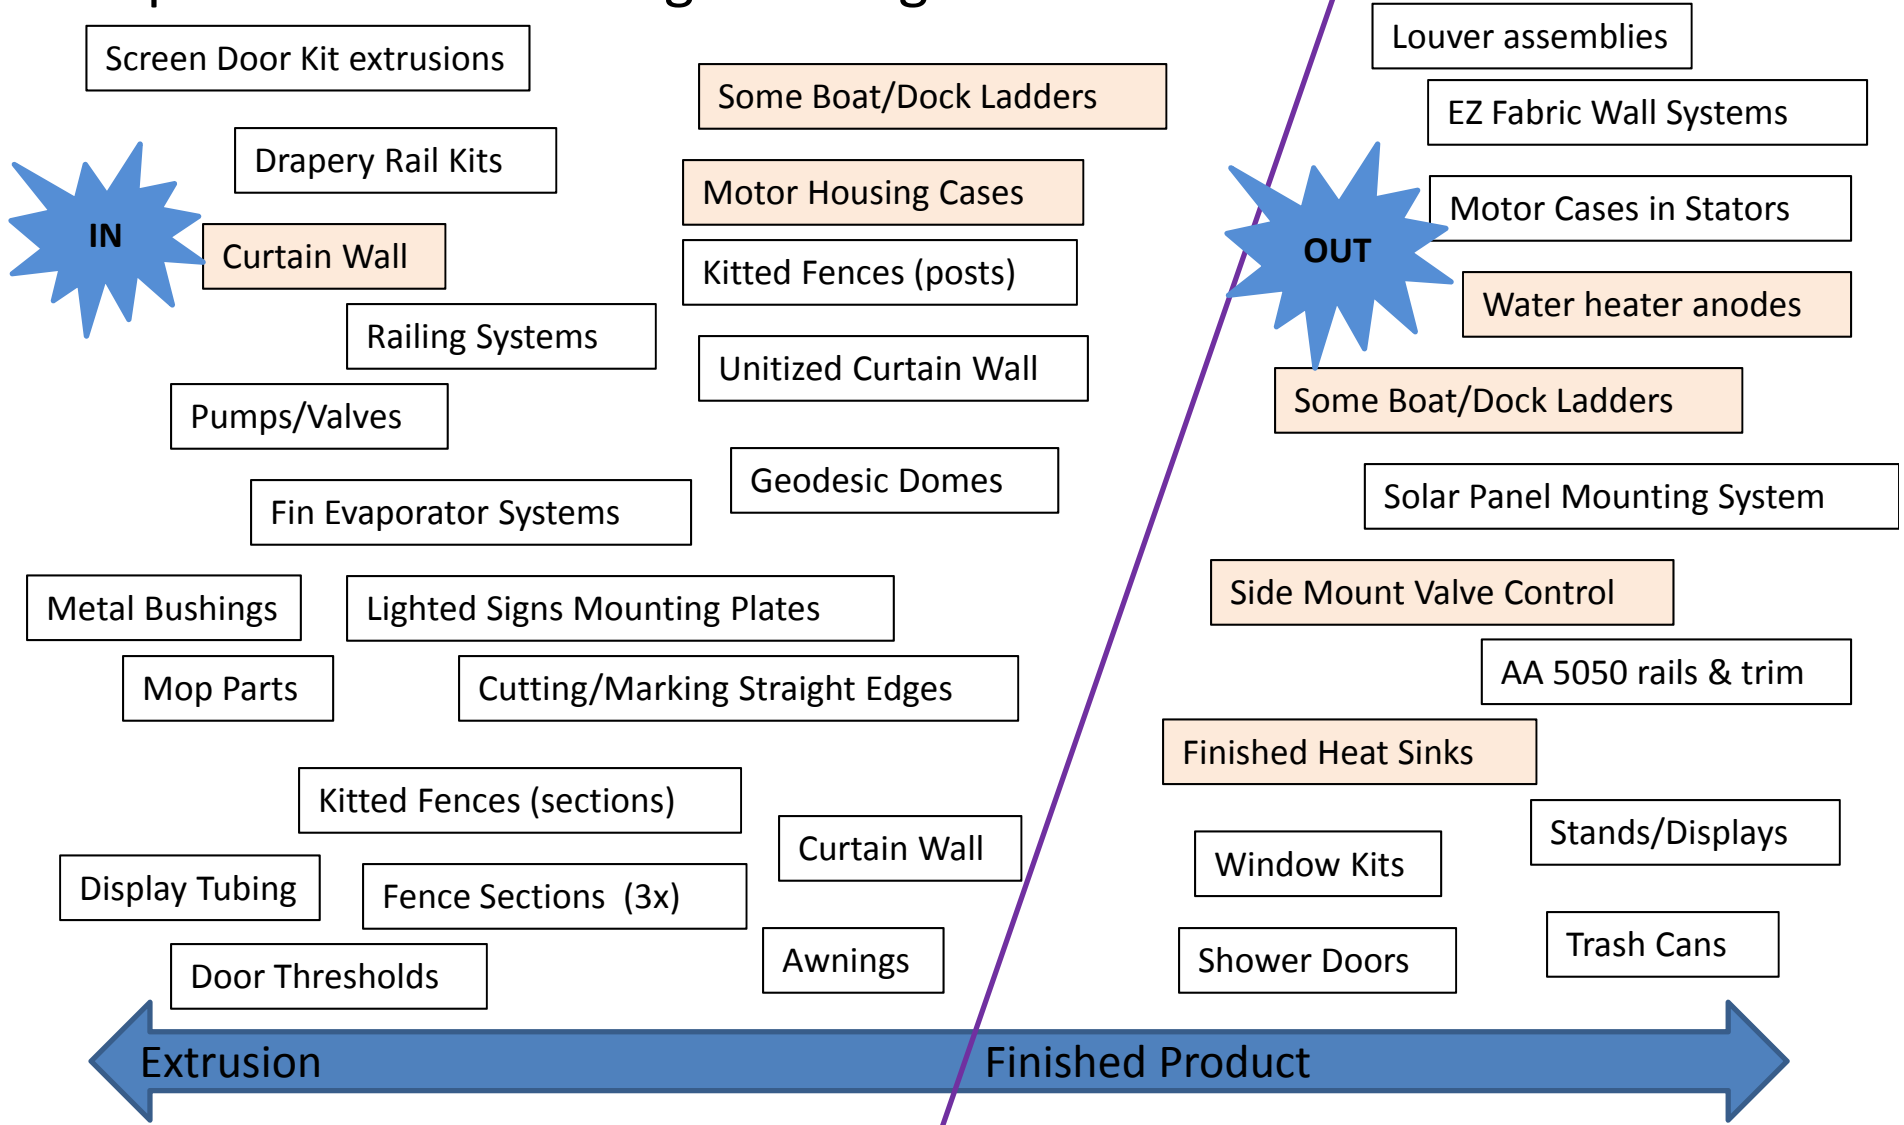 Screen Door Kit extrusions
Some Boat/Dock Ladders
Drapery Rail Kits
Motor Housing Cases
IN
Curtain Wall
Kitted Fences (posts)
Railing Systems
Unitized Curtain Wall
Pumps/Valves
Geodesic Domes
Fin Evaporator Systems
Metal Bushings
Lighted Signs Mounting Plates
Mop Parts
Cutting/Marking Straight Edges
Kitted Fences (sections)
Curtain Wall
Display Tubing
Fence Sections (3x)
Awnings
Door Thresholds
Louver assemblies
EZ Fabric Wall Systems
OUT
Motor Cases in Stators
Water heater anodes
Some Boat/Dock Ladders
Solar Panel Mounting System
Side Mount Valve Control
AA 5050 rails & trim
Finished Heat Sinks
Stands/Displays
Window Kits
Trash Cans
Shower Doors
Extrusion
Finished Product